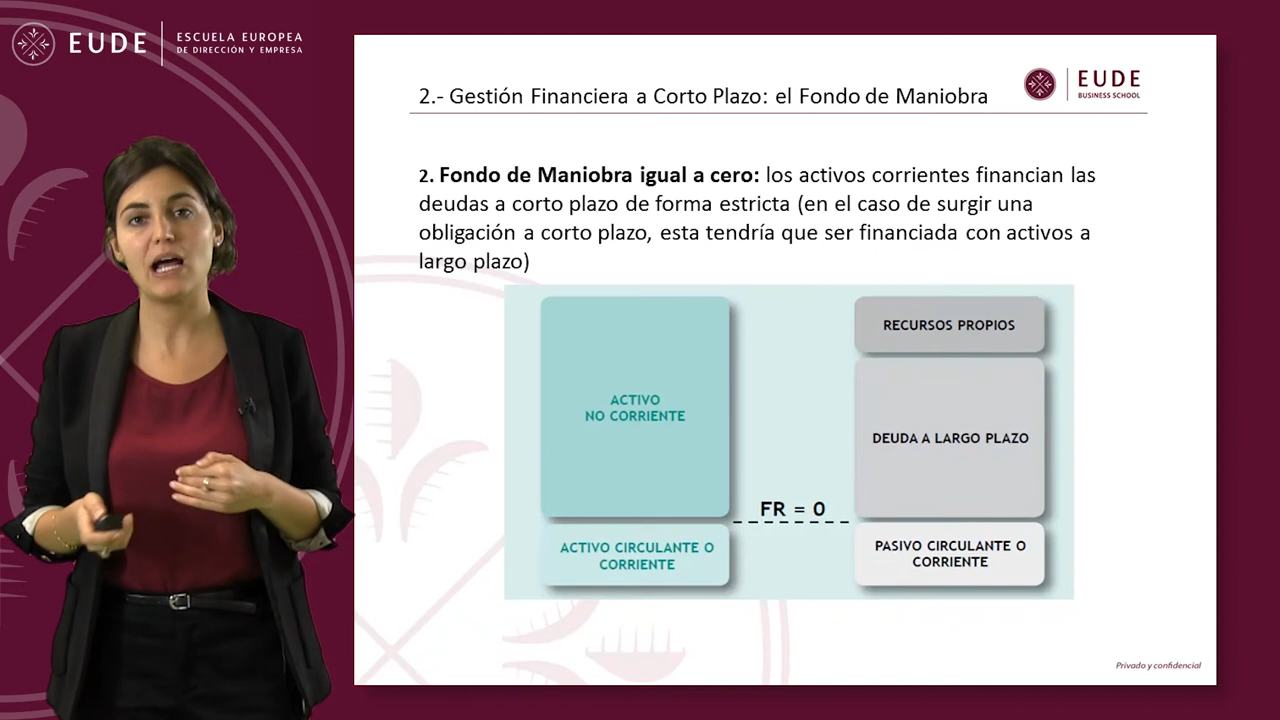 EUDE
ESCUELA EUROPEA
DE DIRECCIÓN Y EMPRESA
2.- Gestión Financiera a Corto Plazo: el Fondo de Maniobra
EUDE
BUSINESS SCHOOL
2. Fondo de Maniobra igual a cero: los activos corrientes financian las
deudas a corto plazo de forma estricta (en el caso de surgir una
obligación a corto plazo, esta tendría que ser financiada con activos a
largo plazo)
RECURSOS PROPIOS
ACTIVO
NO CORRIENTE
DEUDA A LARGO PLAZO
FR = 0
ACTIVO CIRCULANTE O
CORRIENTE
PASIVO CIRCULANTE O
CORRIENTE
Privado y confidencial